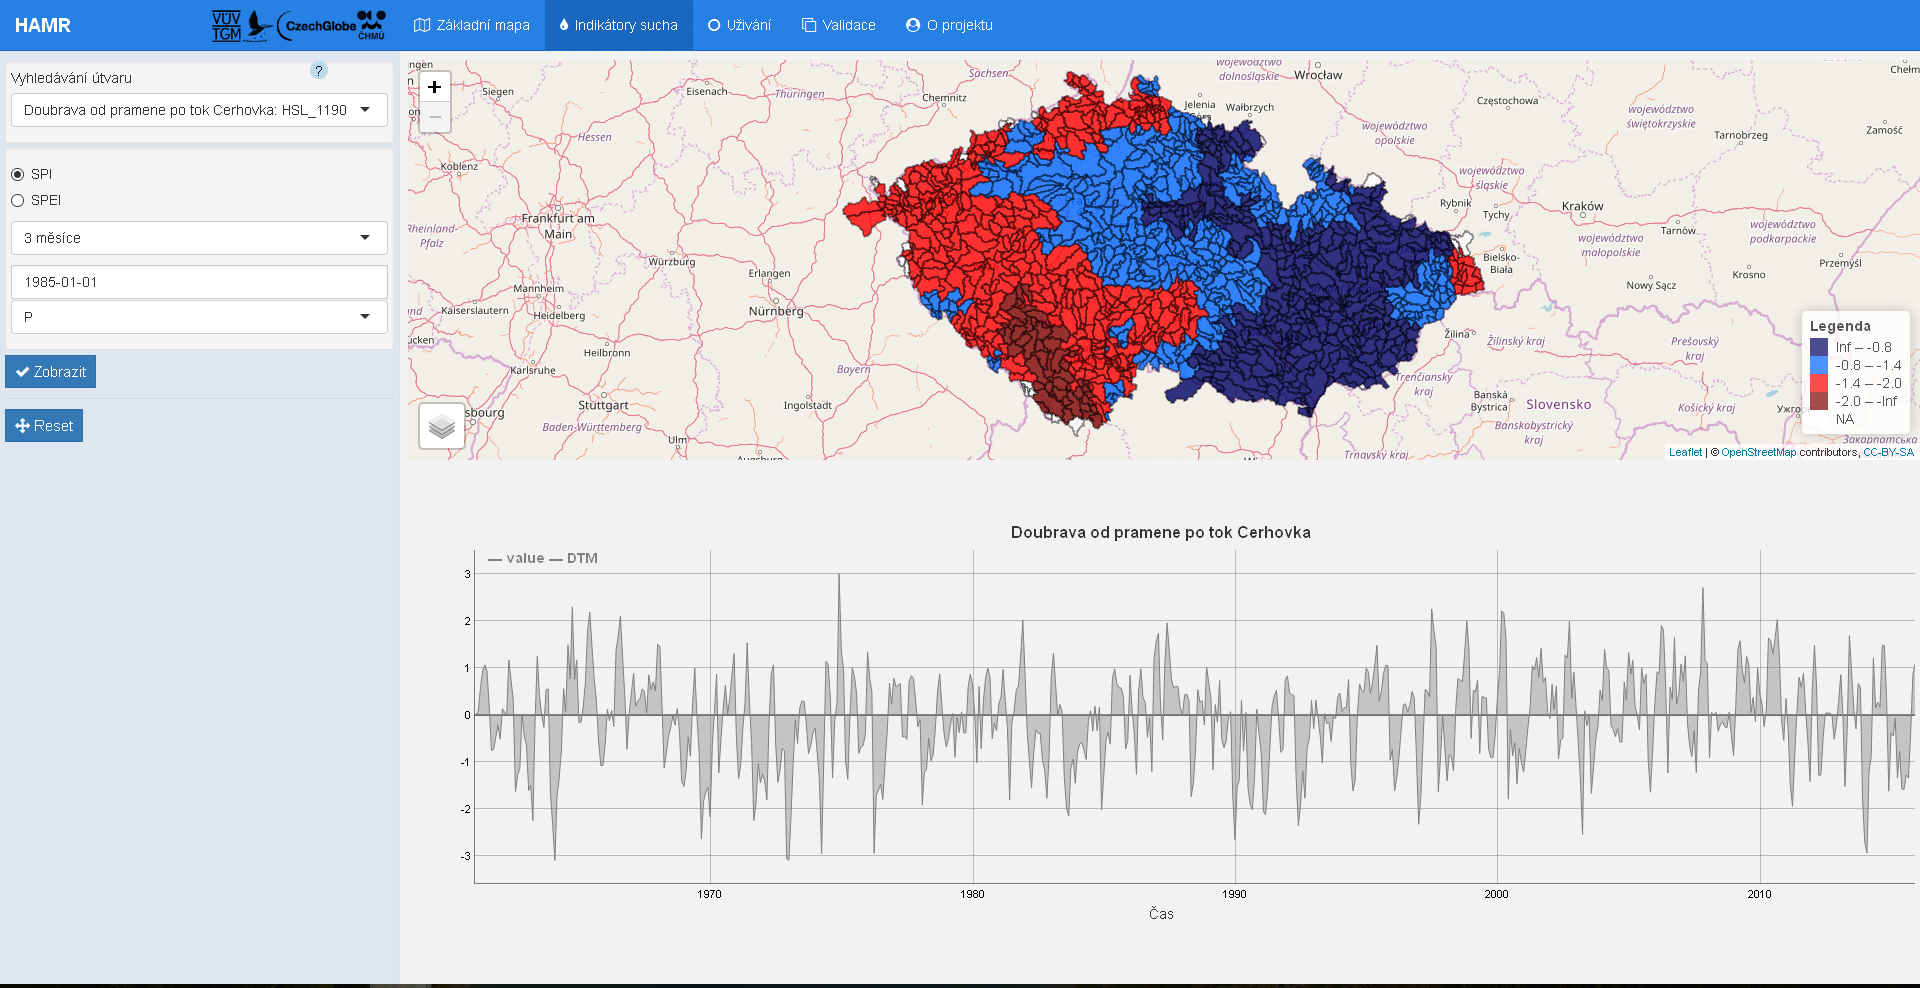 HAMR
VÚV
TGM
CzechGlobe
ČHMÚ
Základní mapa
Indikátory sucha
Uživání
Validace
O projektu
Vyhledávání útvaru
?
Doubrava od pramene po tok Cerhovka: HSL_1190
SPI
SPEI
3 měsíce
1985-01-01
P
Zobrazit
Reset
+
−
Siegen
Eisenach
Thüringen
Sachsen
Chemnitz
Hessen
Koblenz
Frankfurt am
Main
Rheinland-
Pfalz
Würzburg
Erlangen
Mannheim
Kaiserslautern
Heidelberg
Nürnberg
Heilbronn
Karlsruhe
Bayern
Stuttgart
Ingolstadt
Baden-Württemberg
Ulm
Augsburg
województwo
dolnośląskie
Wrocław
Jelenia
Wałbrzych
Częstochowa
województwo
opolskie
województwo
świętokrzyskie
Tarnobrzeg
Zamość
województwo
śląskie
Rybnik
Tychy
Kraków
Tarnów
województwo
podkarpackie
województwo
małopolskie
Bielsko-
Biała
Przemyśl
Krosno
Nowy Sącz
Žilina
Žilinský kraj
Prešovský
kraj
Trenčiansky
kraj
Banská
Bystrica
Slovensko
Košický kraj
Banskobystrický
kraj
Trnavský kraj
Legenda
Inf – -0.8
-0.8 – -1.4
-1.4 – -2.0
-2.0 – -Inf
NA
Leaflet | © OpenStreetMap contributors, CC-BY-SA
Doubrava od pramene po tok Cerhovka
— value — DTM
3
2
1
0
-1
-2
-3
1970
1980
1990
2000
2010
Čas